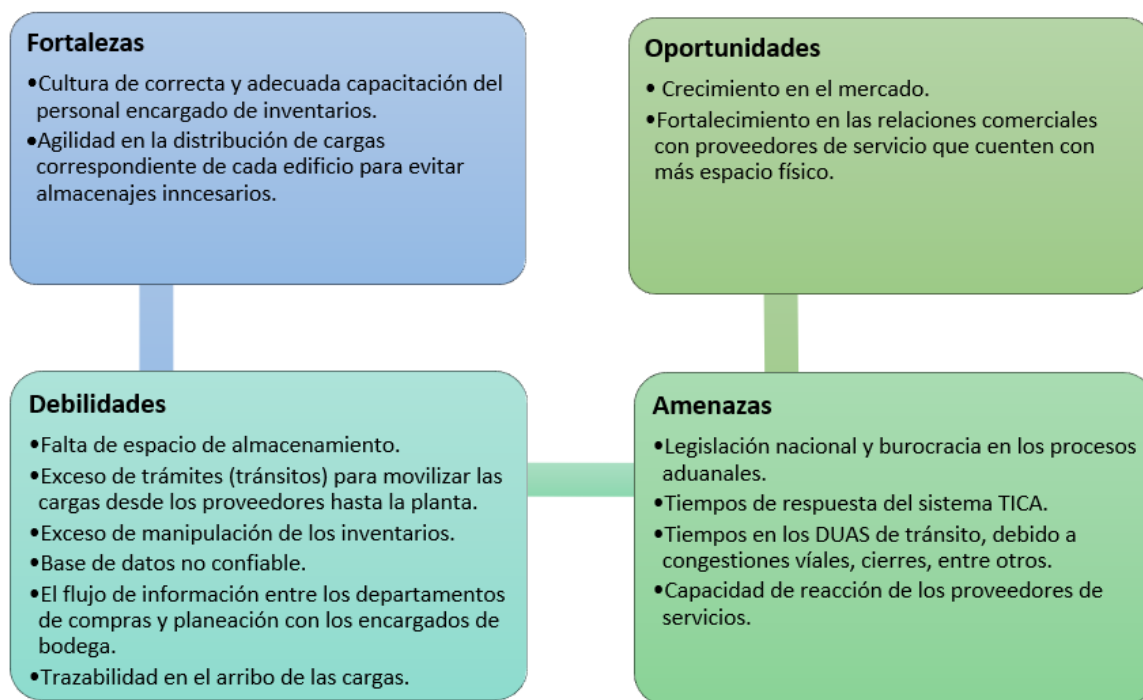 Fortalezas
•Cultura de correcta y adecuada capacitación del
personal encargado de inventarios.
•Agilidad en la distribución de cargas
correspondiente de cada edificio para evitar
almacenajes inncesarios.
Oportunidades
• Crecimiento en el mercado.
•Fortalecimiento en las relaciones comerciales
con proveedores de servicio que cuenten con
más espacio físico.
Debilidades
•Falta de espacio de almacenamiento.
•Exceso de trámites (tránsitos) para movilizar las
cargas desde los proveedores hasta la planta.
•Exceso de manipulación de los inventarios.
•Base de datos no confiable.
•El flujo de información entre los departamentos
de compras y planeación con los encargados de
bodega.
•Trazabilidad en el arribo de las cargas.
Amenazas
•Legislación nacional y burocracia en los procesos
aduanales.
•Tiempos de respuesta del sistema TICA.
•Tiempos en los DUAS de tránsito, debido a
congestiones víales, cierres, entre otros.
•Capacidad de reacción de los proveedores de
servicios.